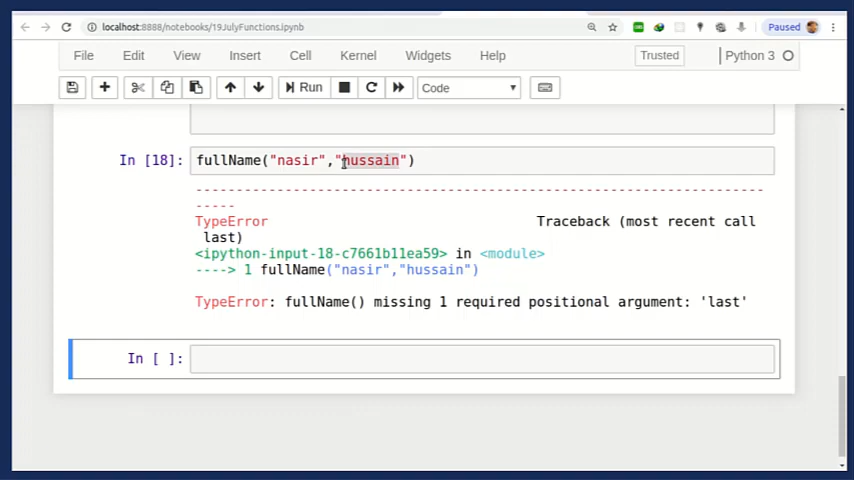 localhost:8888/notebooks/19JulyFunctions.ipynb
Paused
File Edit View Insert Cell Kernel Widgets Help Trusted Python 3
Run Code
In [18]: fullName("nasir","hussain")
---------------------------------------------------------------------------
TypeError Traceback (most recent call
last)
<ipython-input-18-c7661b11ea59> in <module>
----> 1 fullName("nasir","hussain")
TypeError: fullName() missing 1 required positional argument: 'last'
In [ ]: